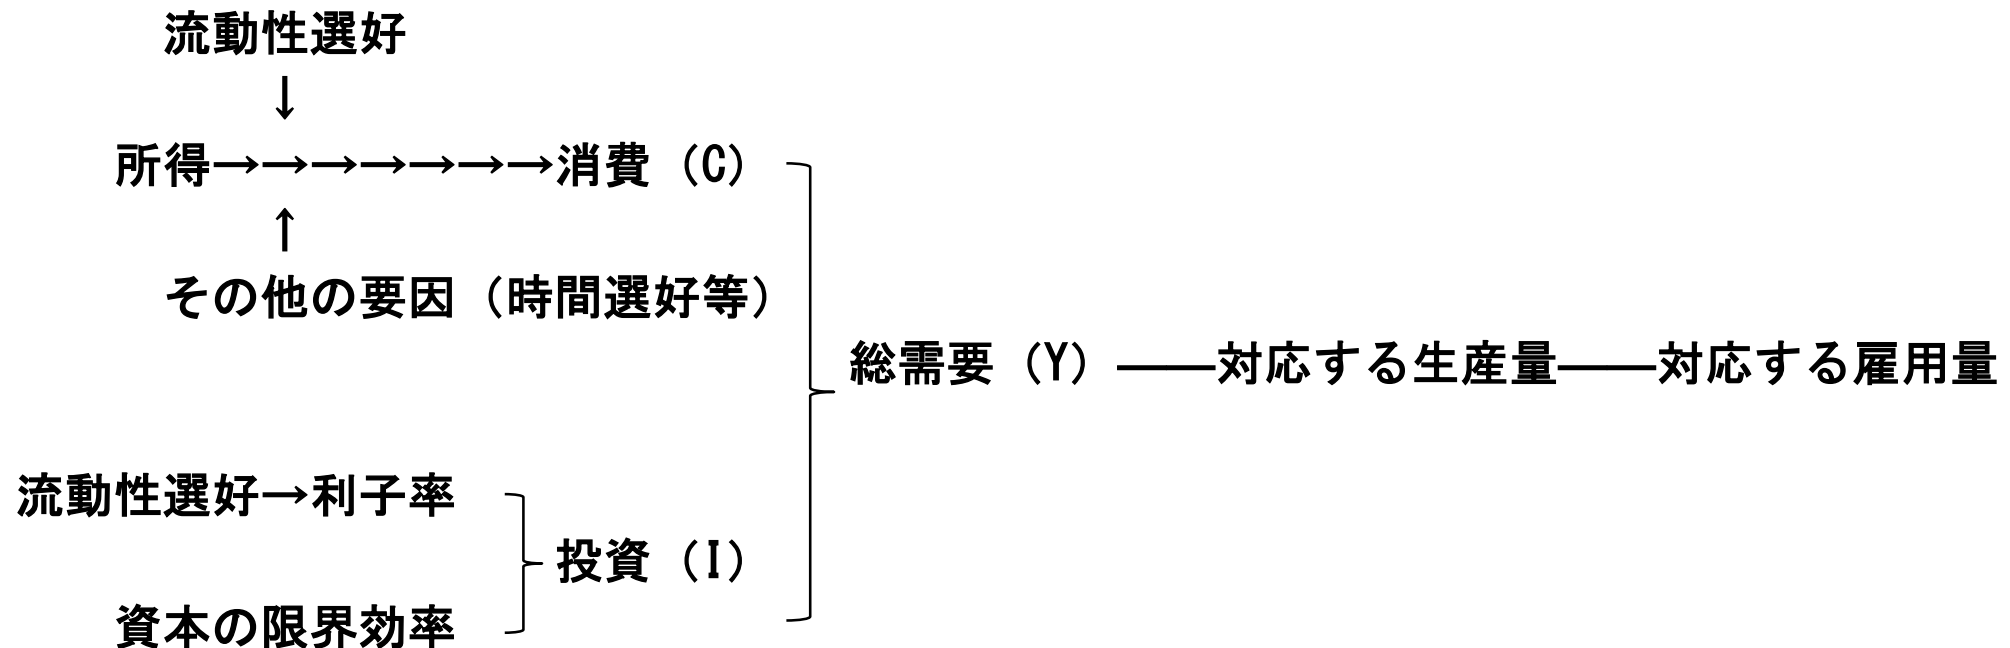 流動性選好
↓
所得→→→→→→→消費（C）
↑
その他の要因（時間選好等）
総需要（Y）――対応する生産量――対応する雇用量
流動性選好→利子率
投資（I）
資本の限界効率